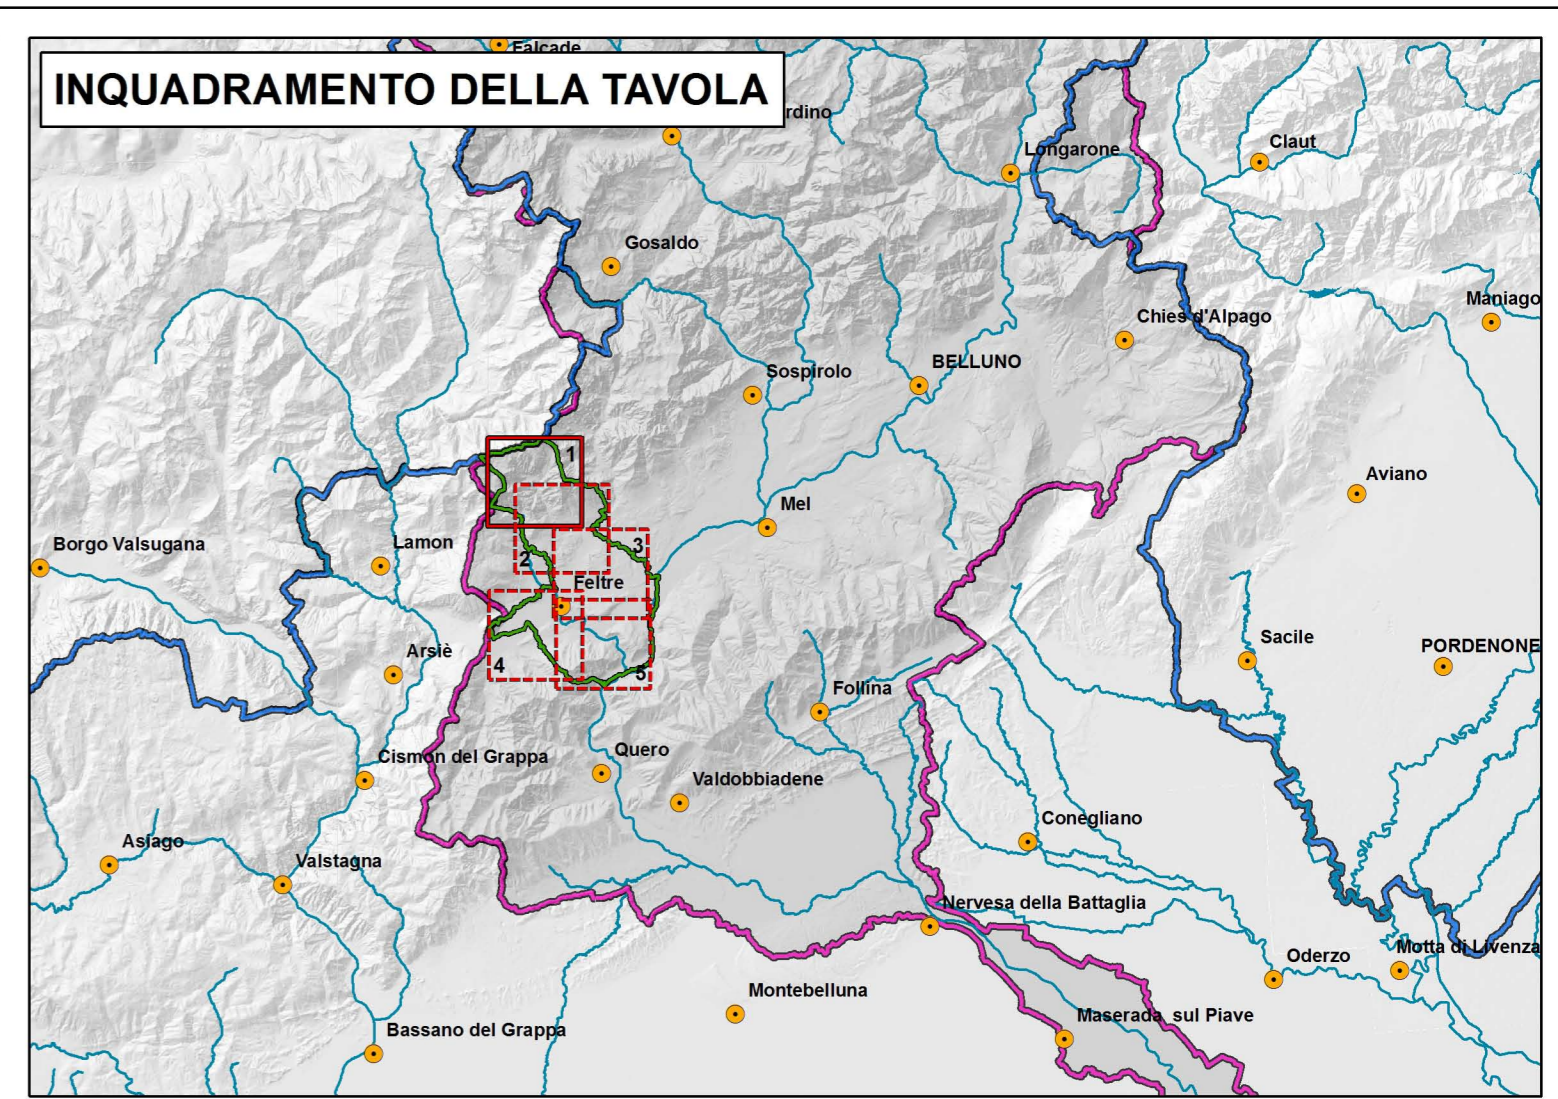 Falcade
INQUADRAMENTO DELLA TAVOLA
rdino
Longarone
Claut
Gosaldo
Maniago
Chies d'Alpago
BELLUNO
Sospirolo
1
Aviano
Mel
Borgo Valsugana
Lamon
2
3
Feltre
Sacile
PORDENONE
Arsiè
4
5
Follina
Quero
Cismon del Grappa
Valdobbiadene
Conegliano
Asiago
Valstagna
Nervesa della Battaglia
Motta di Livenza
Oderzo
Montebelluna
Maserada sul Piave
Bassano del Grappa